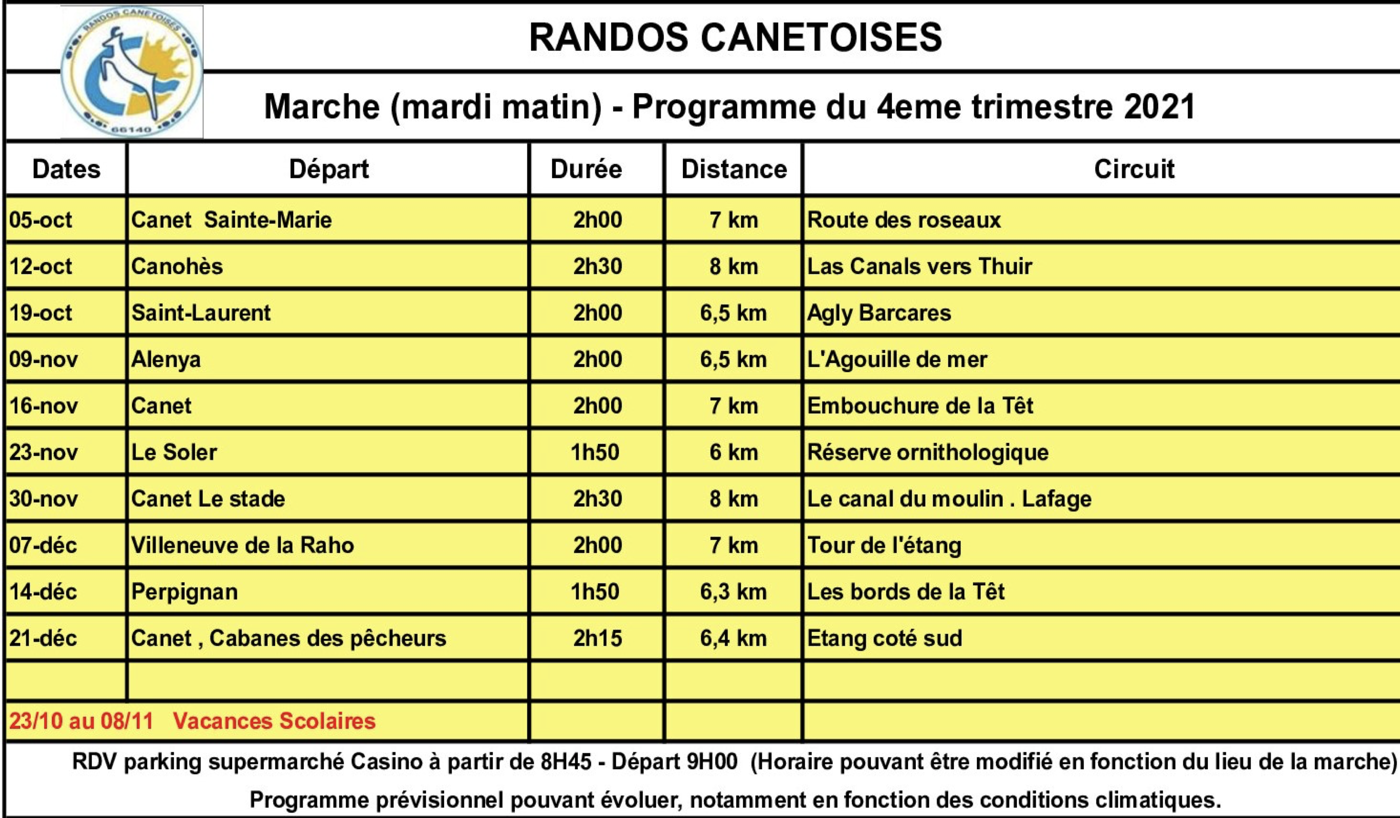 RANDOS CANETOISES
66140
RANDOS CANETOISES
Marche (mardi matin) - Programme du 4eme trimestre 2021
Dates Départ Durée Distance Circuit
05-oct Canet Sainte-Marie 2h00 7 km Route des roseaux
12-oct Canohès 2h30 8 km Las Canals vers Thuir
19-oct Saint-Laurent 2h00 6,5 km Agly Barcares
09-nov Alenya 2h00 6,5 km L'Agouille de mer
16-nov Canet 2h00 7 km Embouchure de la Têt
23-nov Le Soler 1h50 6 km Réserve ornithologique
30-nov Canet Le stade 2h30 8 km Le canal du moulin . Lafage
07-déc Villeneuve de la Raho 2h00 7 km Tour de l'étang
14-déc Perpignan 1h50 6,3 km Les bords de la Têt
21-déc Canet , Cabanes des pêcheurs 2h15 6,4 km Etang coté sud
23/10 au 08/11 Vacances Scolaires
RDV parking supermarché Casino à partir de 8H45 - Départ 9H00 (Horaire pouvant être modifié en fonction du lieu de la marche)
Programme prévisionnel pouvant évoluer, notamment en fonction des conditions climatiques.